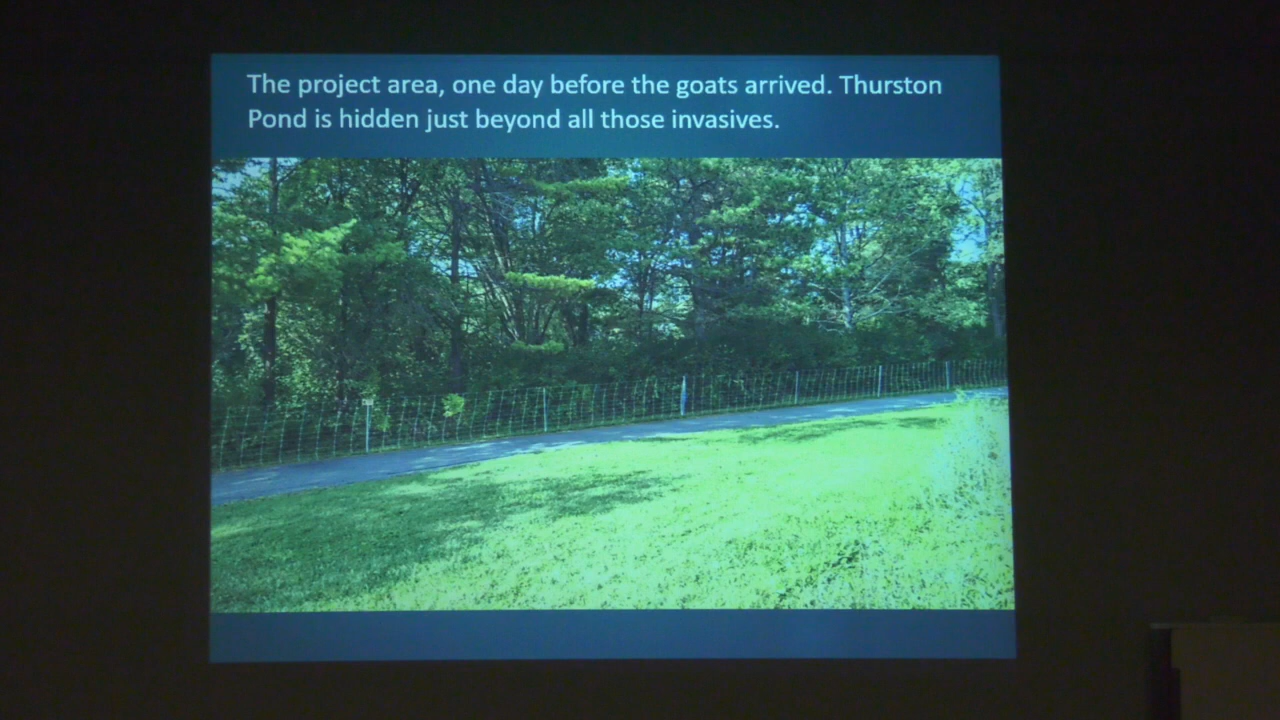 The project area, one day before the goats arrived. Thurston
Pond is hidden just beyond all those invasives.